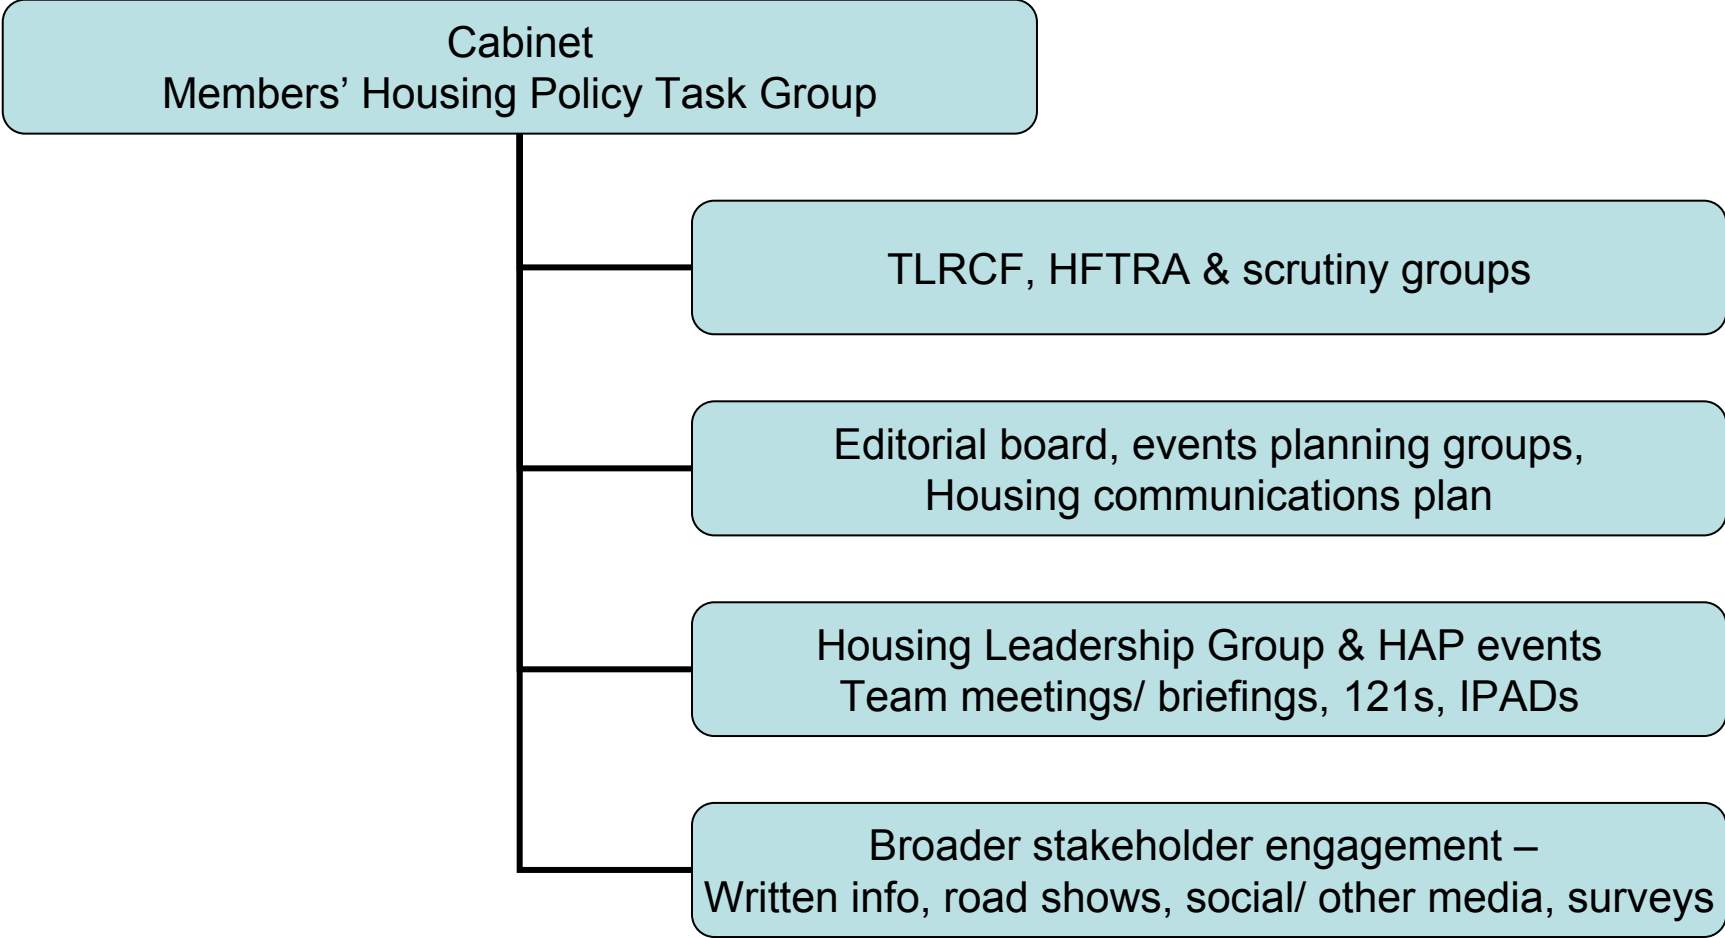 Cabinet
Members’ Housing Policy Task Group
TLRCF, HFTRA & scrutiny groups
Editorial board, events planning groups,
Housing communications plan
Housing Leadership Group & HAP events
Team meetings/ briefings, 121s, IPADs
Broader stakeholder engagement –
Written info, road shows, social/ other media, surveys